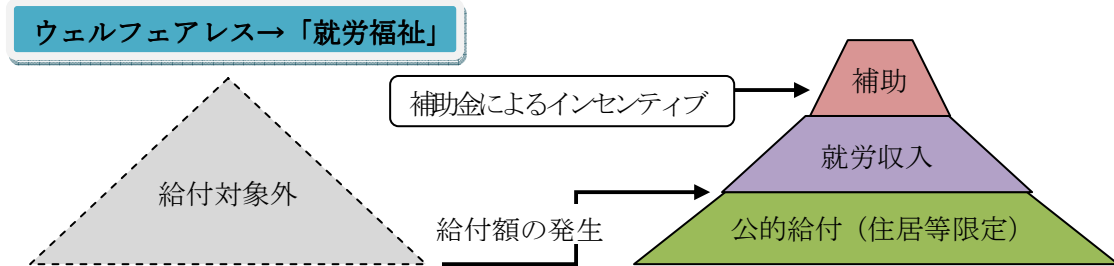 ウェルフェアレス→「就労福祉」
補助
補助金によるインセンティブ
就労収入
給付対象外
給付額の発生
公的給付（住居等限定）